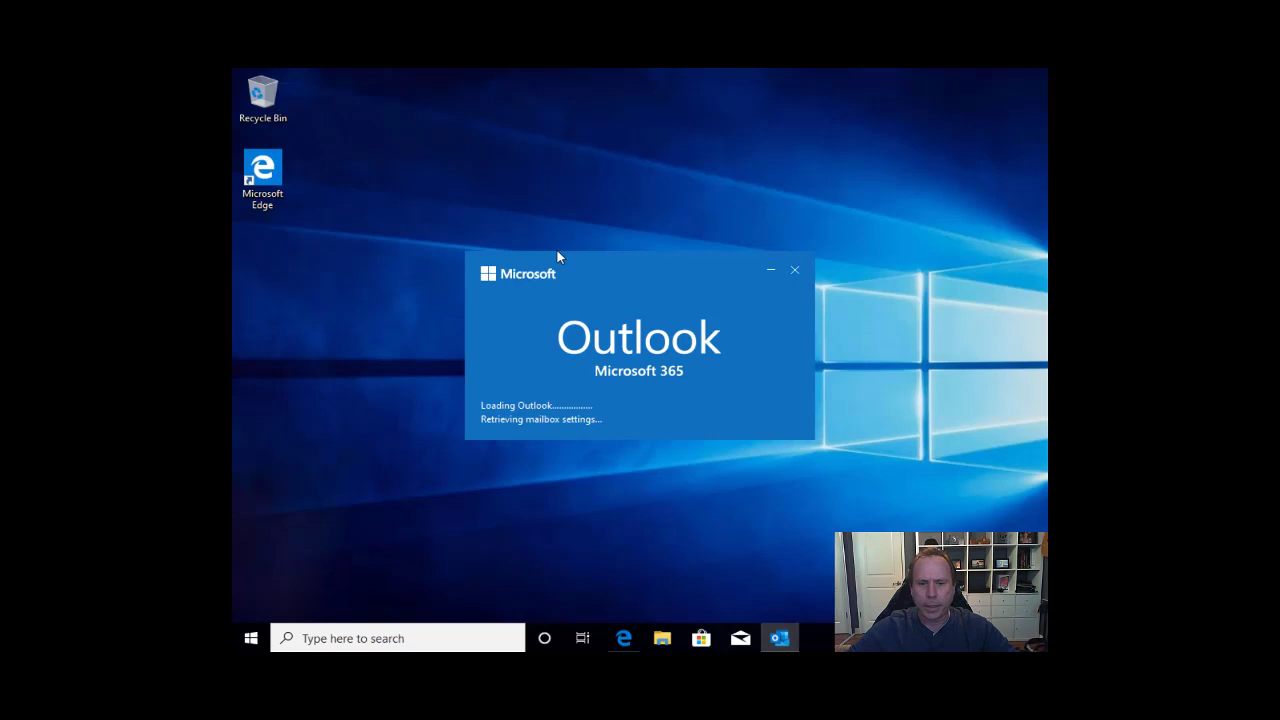 Recycle Bin
Microsoft
Edge
Microsoft
Outlook
Microsoft 365
Loading Outlook................
Retrieving mailbox settings...
Type here to search